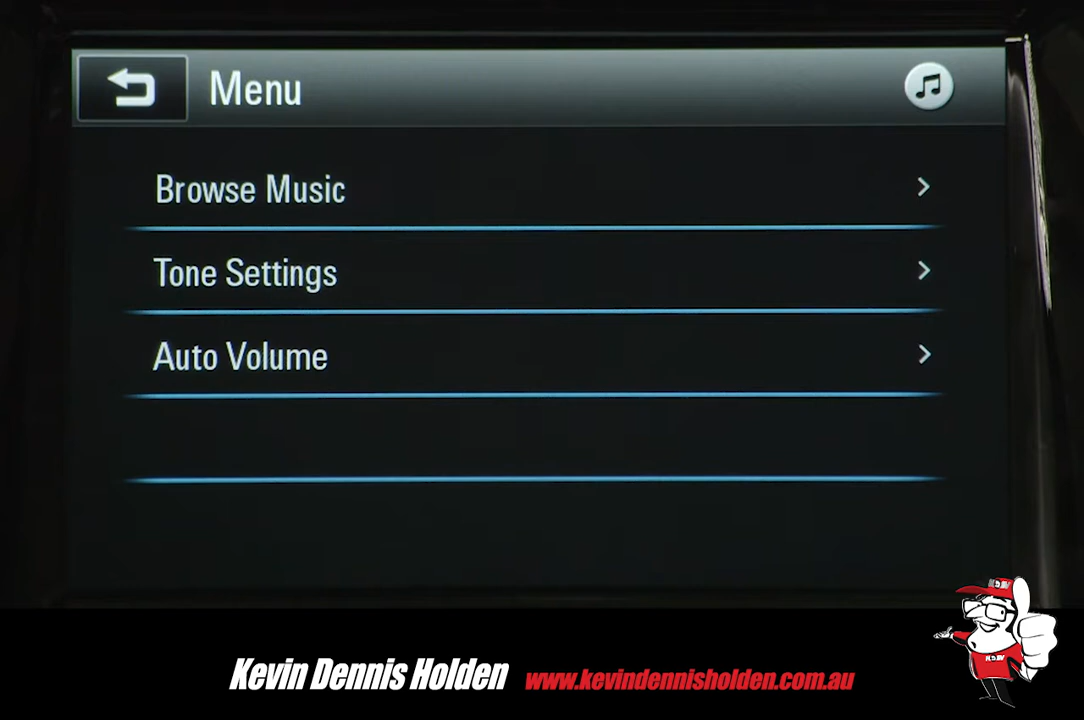 Menu
Browse Music
Tone Settings
Auto Volume
Kevin Dennis Holden www.kevindennisholden.com.au